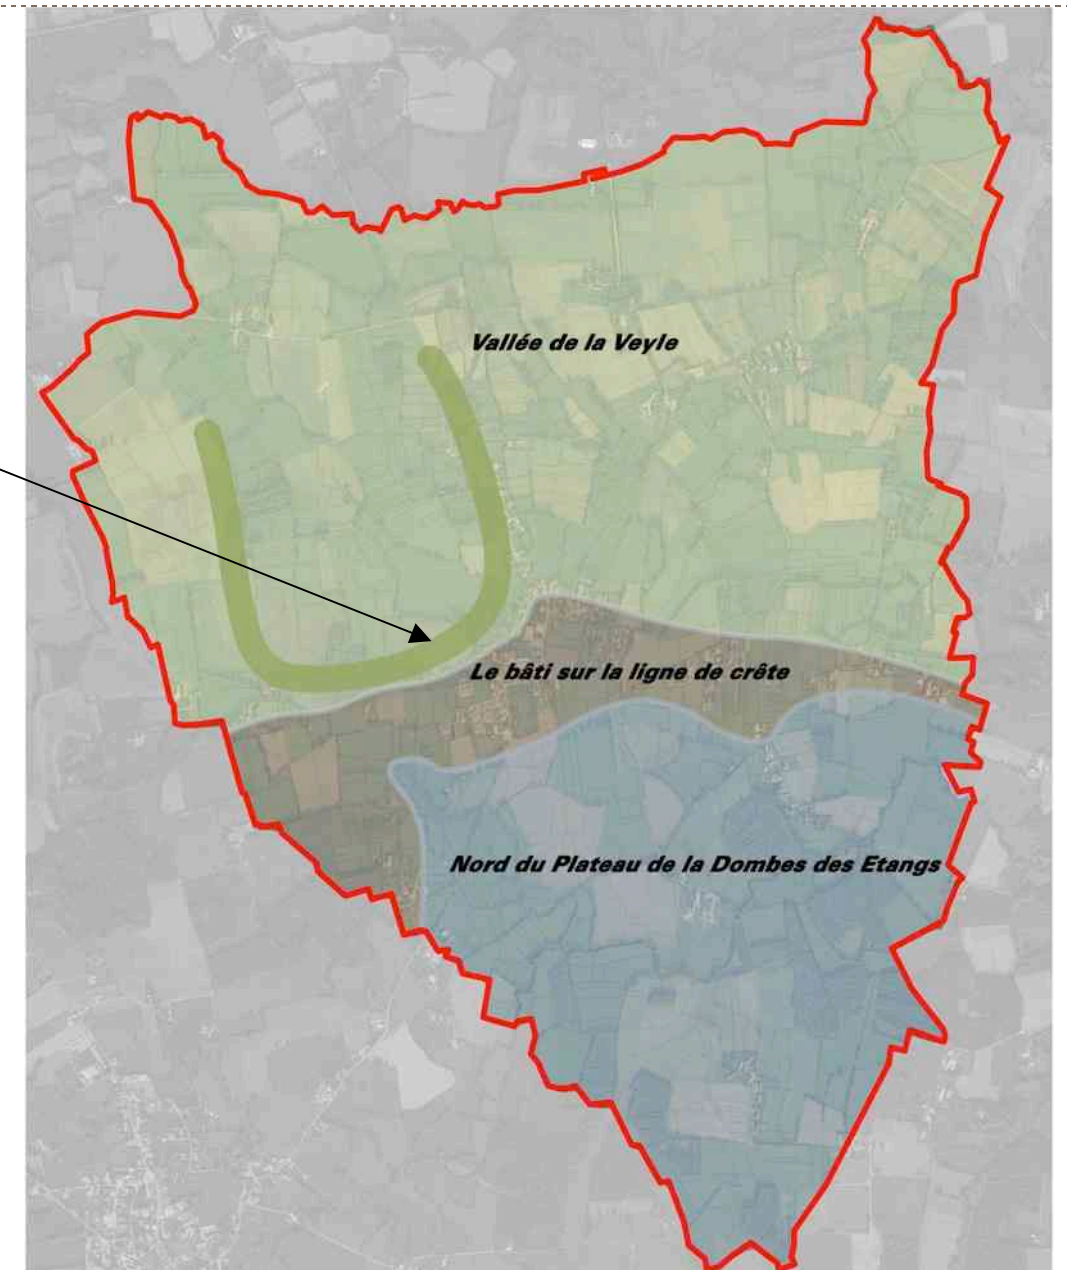 Vallée de la Veyle
Le bâti sur la ligne de crête
Nord du Plateau de la Dombes des Etangs